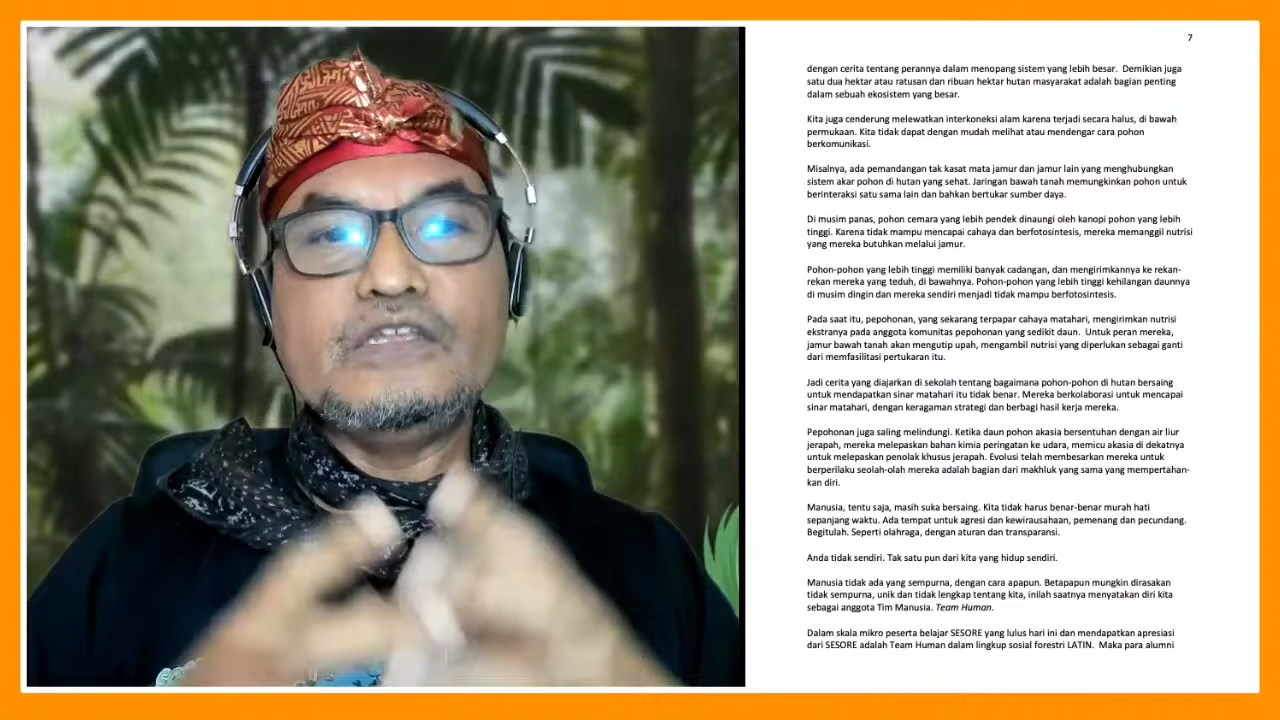 7
dengan cerita tentang perannya dalam menopang sistem yang lebih besar. Demikian juga
satu dua hektar atau ratusan dan ribuan hektar hutan masyarakat adalah bagian penting
dalam sebuah ekosistem yang besar.
Kita juga cenderung melewatkan interkoneksi alam karena terjadi secara halus, di bawah
permukaan. Kita tidak dapat dengan mudah melihat atau mendengar cara pohon
berkomunikasi.
Misalnya, ada pemandangan tak kasat mata jamur dan jamur lain yang menghubungkan
sistem akar pohon di hutan yang sehat. Jaringan bawah tanah memungkinkan pohon untuk
berinteraksi satu sama lain dan bahkan bertukar sumber daya.
Di musim panas, pohon cemara yang lebih pendek dinaungi oleh kanopi pohon yang lebih
tinggi. Karena tidak mampu mencapai cahaya dan berfotosintesis, mereka memanggil nutrisi
yang mereka butuhkan melalui jamur.
Pohon-pohon yang lebih tinggi memiliki banyak cadangan, dan mengirimkannya ke rekan-
rekan mereka yang teduh, di bawahnya. Pohon-pohon yang lebih tinggi kehilangan daunnya
di musim dingin dan mereka sendiri menjadi tidak mampu berfotosintesis.
Pada saat itu, pepohonan, yang sekarang terpapar cahaya matahari, mengirimkan nutrisi
ekstranya pada anggota komunitas pepohonan yang sedikit daun. Untuk peran mereka,
jamur bawah tanah akan mengutip upah, mengambil nutrisi yang diperlukan sebagai ganti
dari memfasilitasi pertukaran itu.
Jadi cerita yang diajarkan di sekolah tentang bagaimana pohon-pohon di hutan bersaing
untuk mendapatkan sinar matahari itu tidak benar. Mereka berkolaborasi untuk mencapai
sinar matahari, dengan keragaman strategi dan berbagi hasil kerja mereka.
Pepohonan juga saling melindungi. Ketika daun pohon akasia bersentuhan dengan air liur
jerapah, mereka melepaskan bahan kimia peringatan ke udara, memicu akasia di dekatnya
untuk melepaskan penolak khusus jerapah. Evolusi telah membesarkan mereka untuk
berperilaku seolah-olah mereka adalah bagian dari makhluk yang sama yang mempertahan-
kan diri.
Manusia, tentu saja, masih suka bersaing. Kita tidak harus benar-benar murah hati
sepanjang waktu. Ada tempat untuk agresi dan kewirausahaan, pemenang dan pecundang.
Begitulah. Seperti olahraga, dengan aturan dan transparansi.
Anda tidak sendiri. Tak satu pun dari kita yang hidup sendiri.
Manusia tidak ada yang sempurna, dengan cara apapun. Betapapun mungkin dirasakan
tidak sempurna, unik dan tidak lengkap tentang kita, inilah saatnya menyatakan diri kita
sebagai anggota Tim Manusia. Team Human.
Dalam skala mikro peserta belajar SESORE yang lulus hari ini dan mendapatkan apresiasi
dari SESORE adalah Team Human dalam lingkup sosial forestri LATIN. Maka para alumni